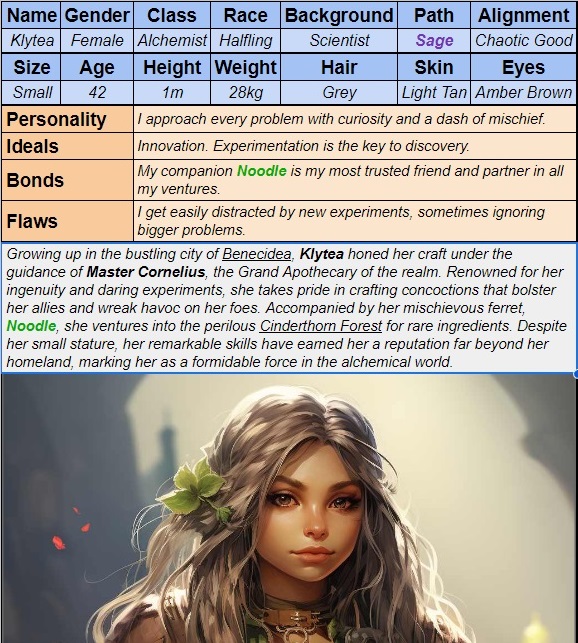 Name Gender Class Race Background Path Alignment
Klytea Female Alchemist Halfling Scientist Sage Chaotic Good
Size Age Height Weight Hair Skin Eyes
Small 42 1m 28kg Grey Light Tan Amber Brown
Personality I approach every problem with curiosity and a dash of mischief.
Ideals Innovation. Experimentation is the key to discovery.
Bonds My companion Noodle is my most trusted friend and partner in all
my ventures.
Flaws I get easily distracted by new experiments, sometimes ignoring
bigger problems.
Growing up in the bustling city of Benecidea, Klytea honed her craft under the
guidance of Master Cornelius, the Grand Apothecary of the realm. Renowned for her
ingenuity and daring experiments, she takes pride in crafting concoctions that bolster
her allies and wreak havoc on her foes. Accompanied by her mischievous ferret,
Noodle, she ventures into the perilous Cinderthorn Forest for rare ingredients. Despite
her small stature, her remarkable skills have earned her a reputation far beyond her
homeland, marking her as a formidable force in the alchemical world.